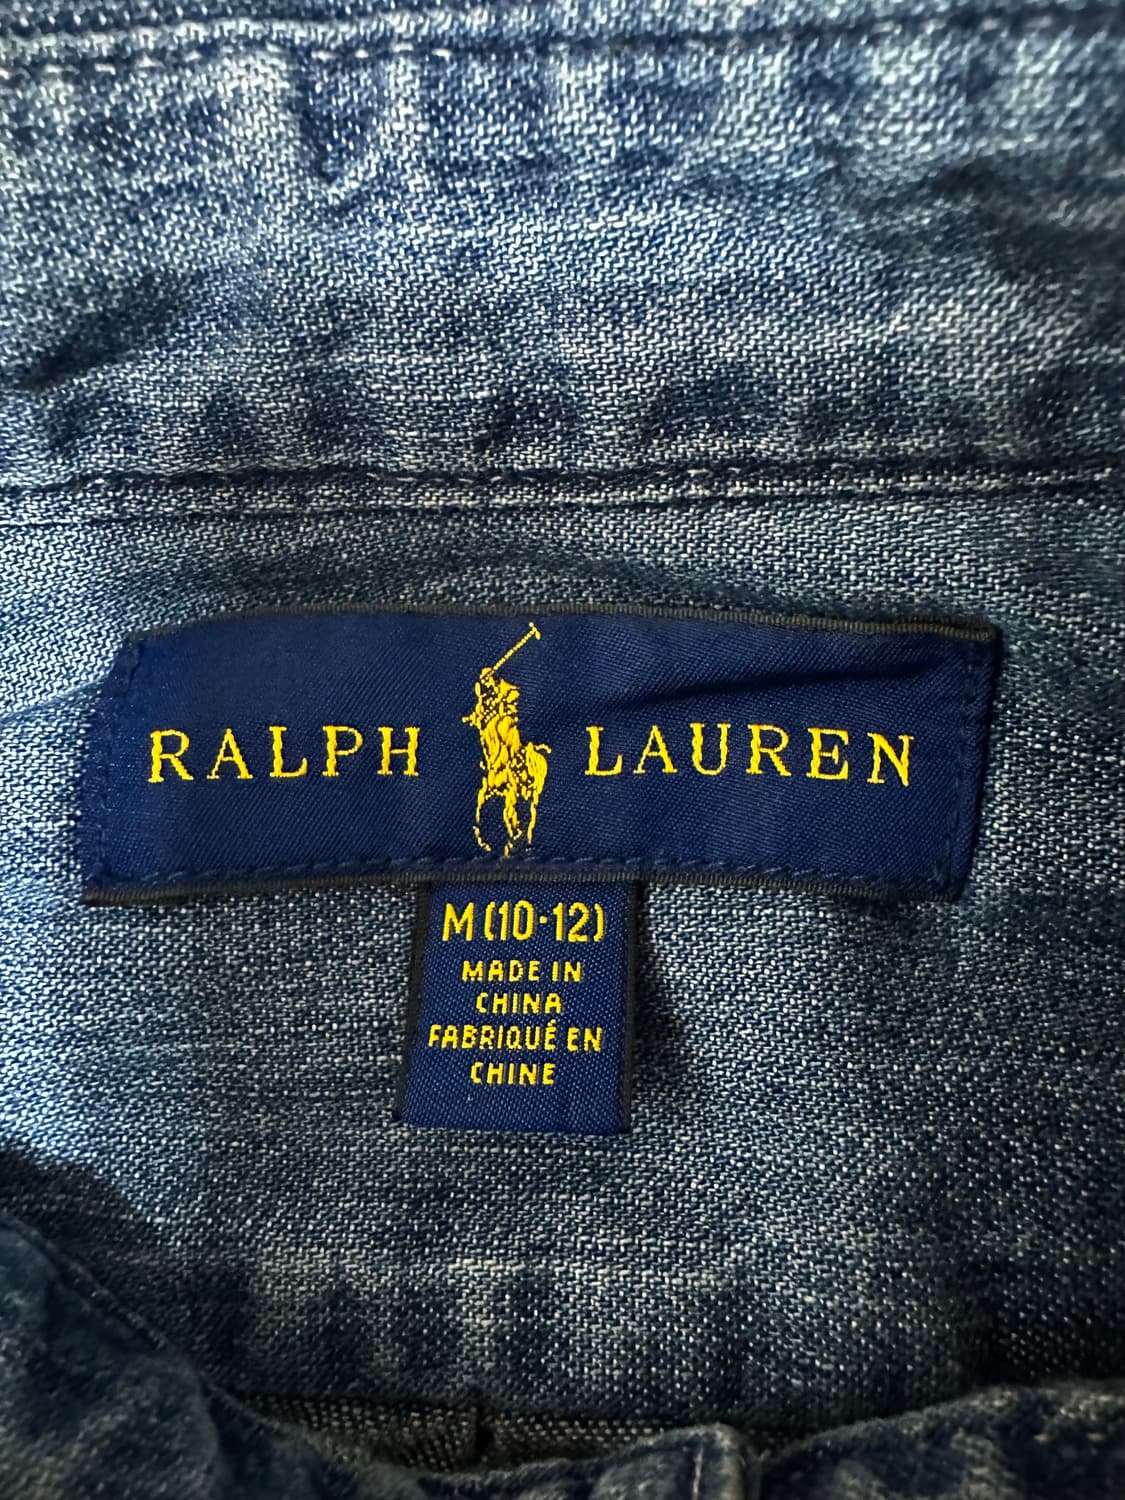 RALPH LAUREN
M (10-12)
MADE IN
CHINA
FABRIQUÉ EN
CHINE